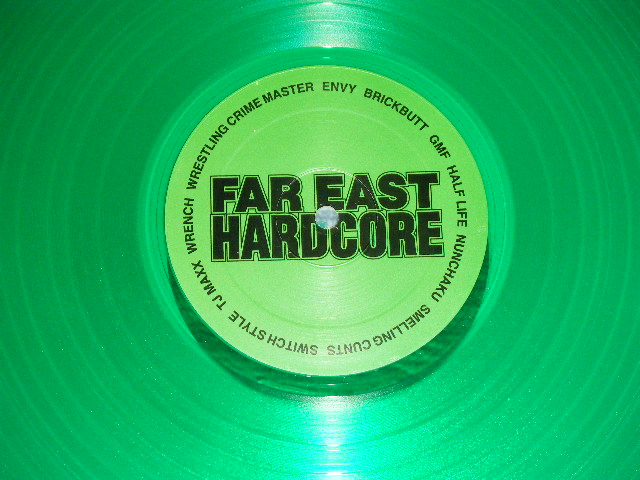 FAR EAST
HARDCORE
WRENCH WRESTLING CRIME MASTER ENVY BRICKBUTT GMF HALF LIFE NUNCHAKU SMELLING CUNTS SWITCH STYLE TJ MAXX